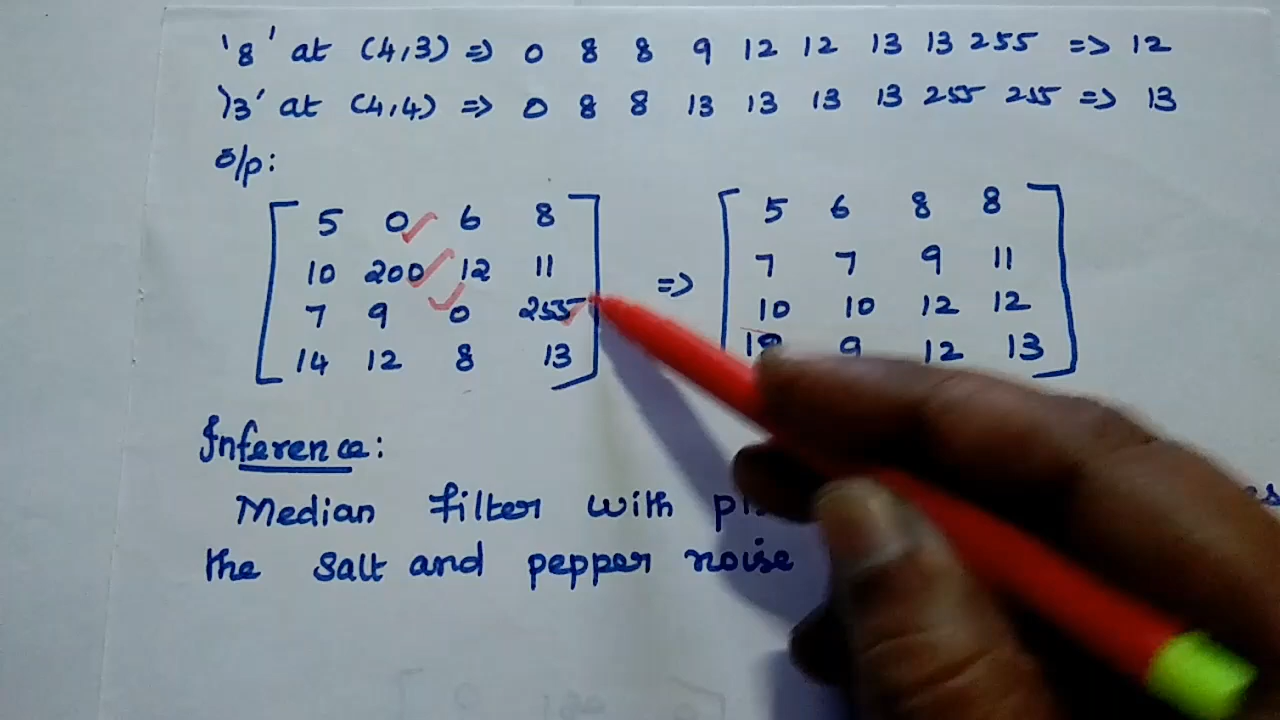 '8' at (4,3) => 0 8 8 9 12 12 13 13 255 => 12
13' at (4,4) => 0 8 8 13 13 13 13 255 255 => 13
o/p:
5 0 6 8 5 6 8 8
10 200 12 11 => 7 7 9 11
7 9 0 255 10 10 12 12
14 12 8 13 9 12 13
Inference:
Median filter with
the salt and pepper noise